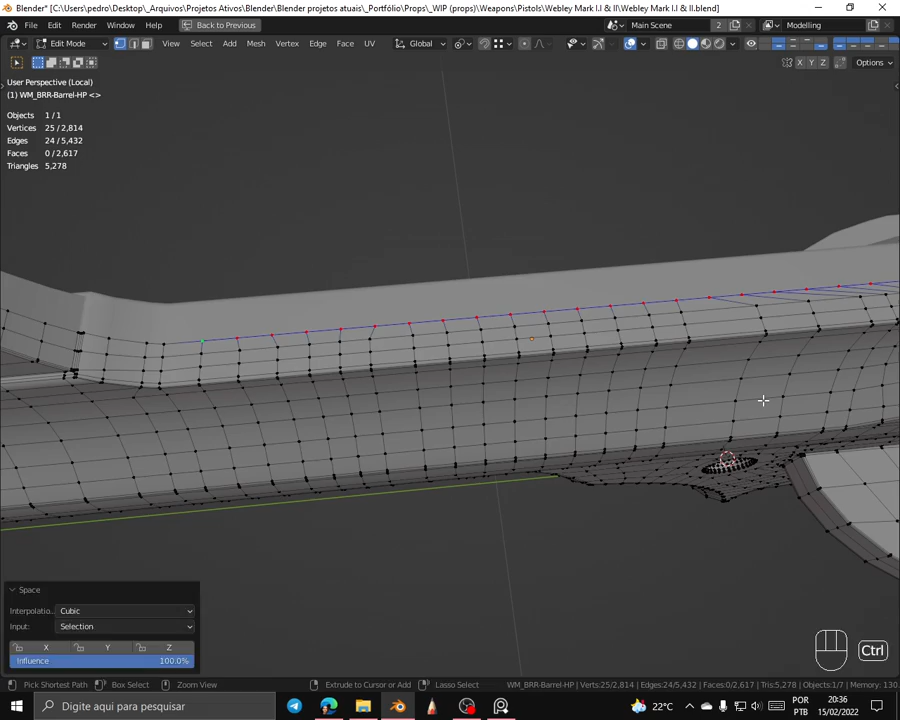 Blender* [C:\Users\pedro\Desktop\_Arquivos\Projetos Ativos\Blender\Blender projetos atuais\_Portfólio\Props\_WIP (props)\Weapons\Pistols\Webley Mark I.I & II\Webley Mark I.I & II.blend]
File Edit Render Window Help Back to Previous Main Scene 2 Modelling
Edit Mode View Select Add Mesh Vertex Edge Face UV Global
X Y Z Options
User Perspective (Local)
(1) WM_BRR-Barrel-HP <>
Objects 1/1
Vertices 25/2,814
Edges 24/5,432
Faces 0/2,617
Triangles 5,278
Space
Interpolatio.. Cubic
Input: Selection
X Y Z
Influence 100.0%
Ctrl
Pick Shortest Path Box Select Zoom View Extrude to Cursor or Add Lasso Select WM_BRR-Barrel-HP | Verts:25/2,814 | Edges:24/5,432 | Faces:0/2,617 | Tris:5,278 | Objects:1/7 | Memory: 130
Digite aqui para pesquisar 22°C POR 20:36
PTB 15/02/2022